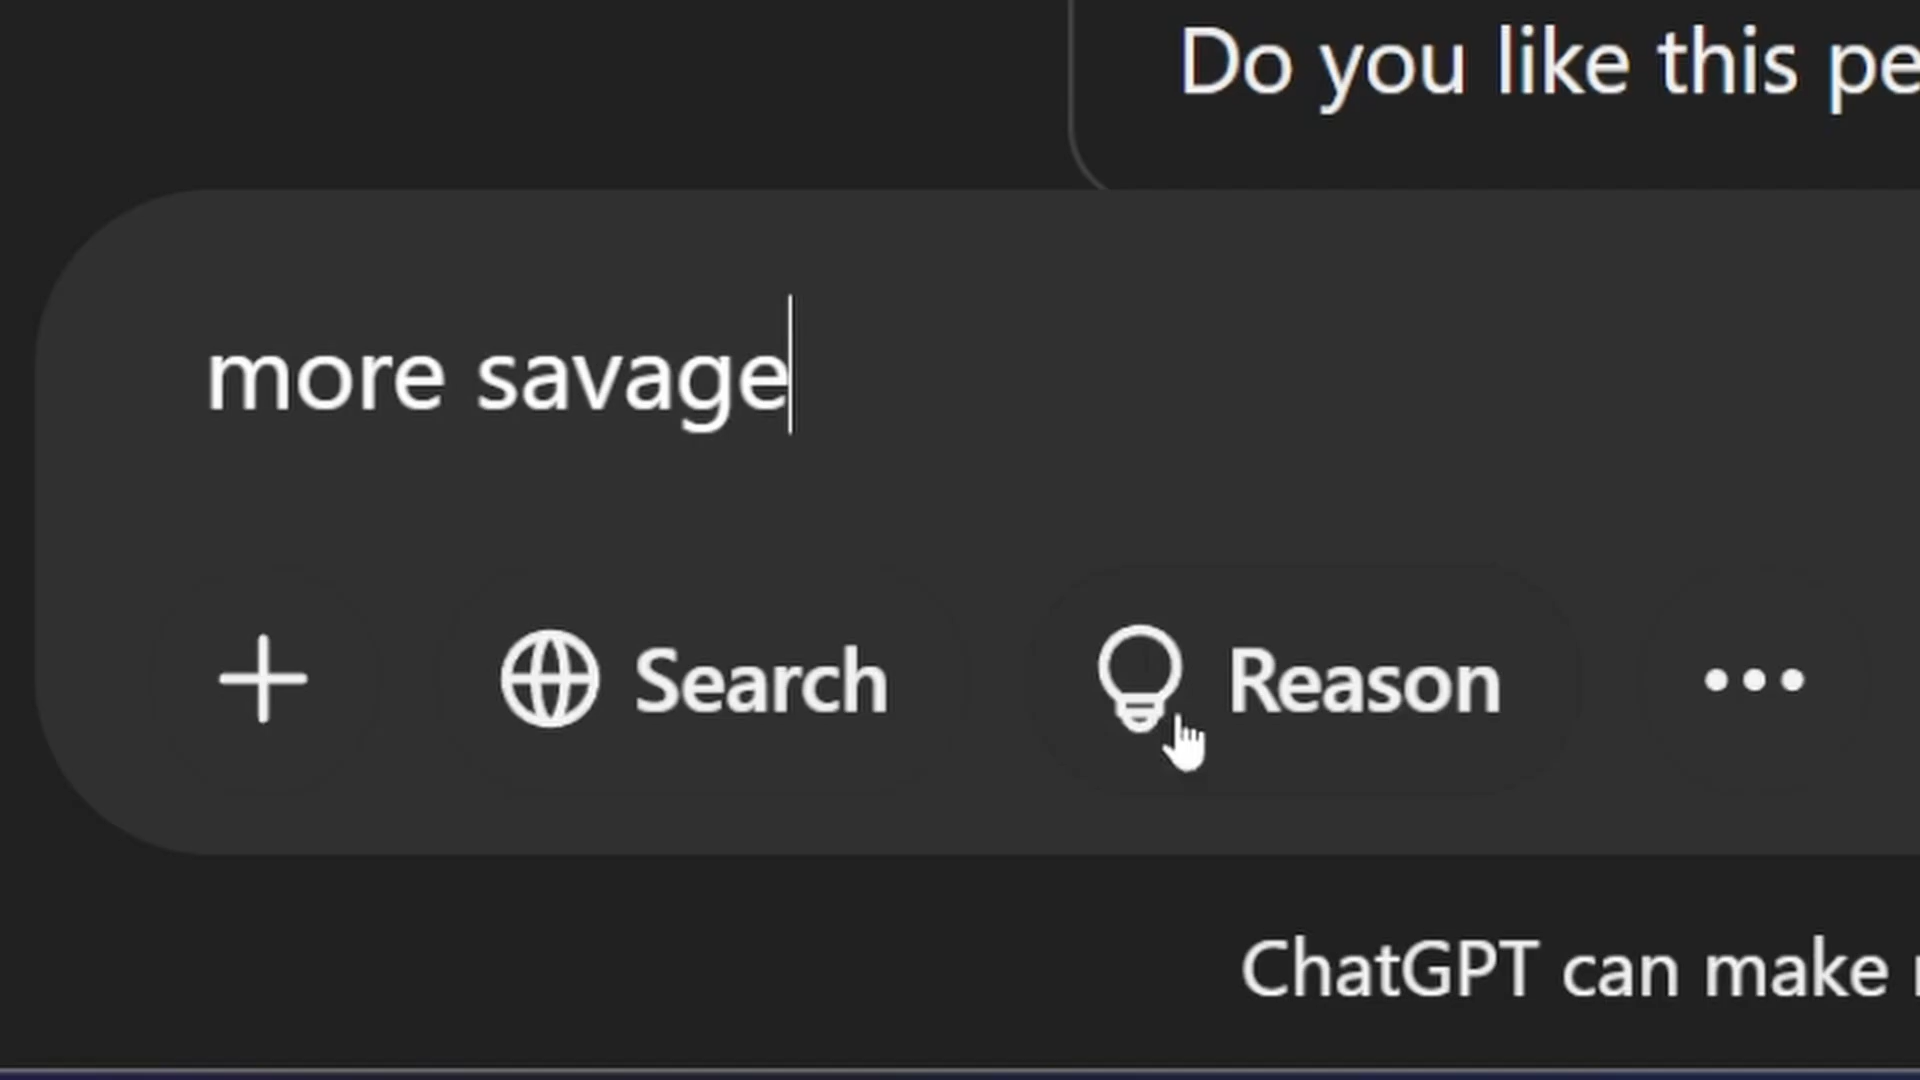 Do you like this pe
more savage
Search
Reason
ChatGPT can make